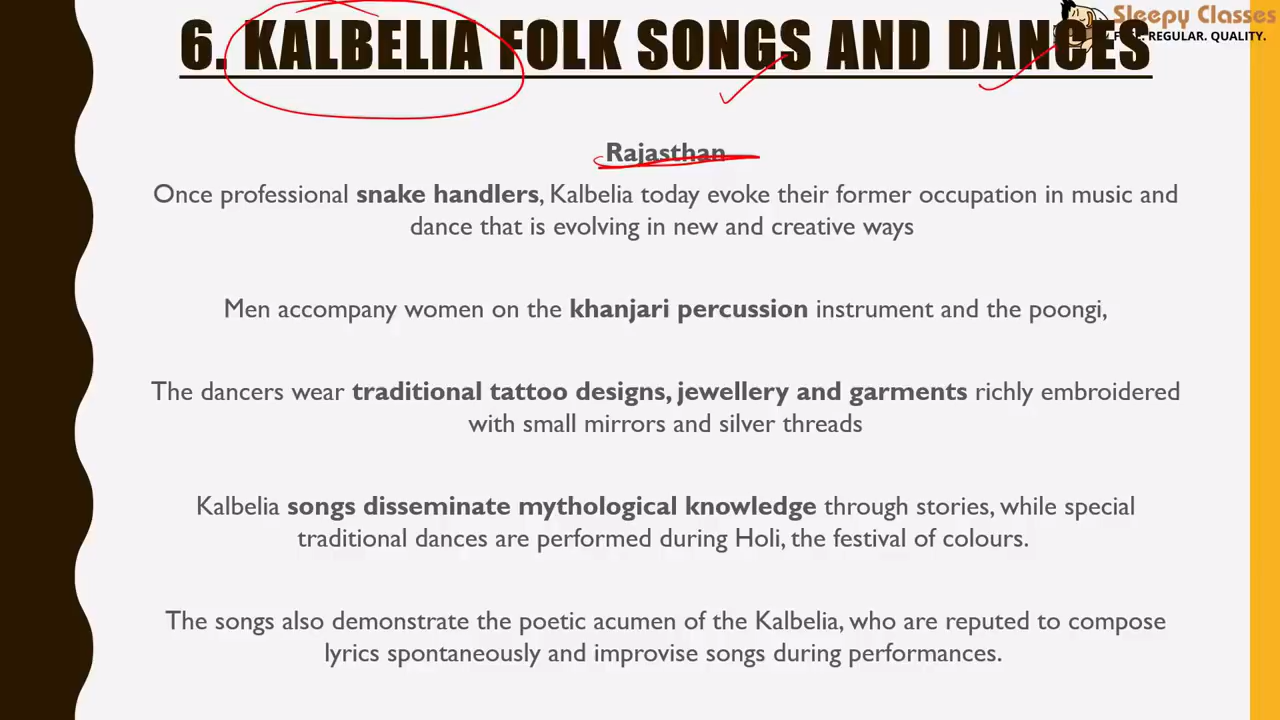 6. KALBELIA FOLK SONGS AND DANCES
Sleepy Classes
REGULAR. QUALITY.
Rajasthan
Once professional snake handlers, Kalbelia today evoke their former occupation in music and
dance that is evolving in new and creative ways
Men accompany women on the khanjari percussion instrument and the poongi,
The dancers wear traditional tattoo designs, jewellery and garments richly embroidered
with small mirrors and silver threads
Kalbelia songs disseminate mythological knowledge through stories, while special
traditional dances are performed during Holi, the festival of colours.
The songs also demonstrate the poetic acumen of the Kalbelia, who are reputed to compose
lyrics spontaneously and improvise songs during performances.